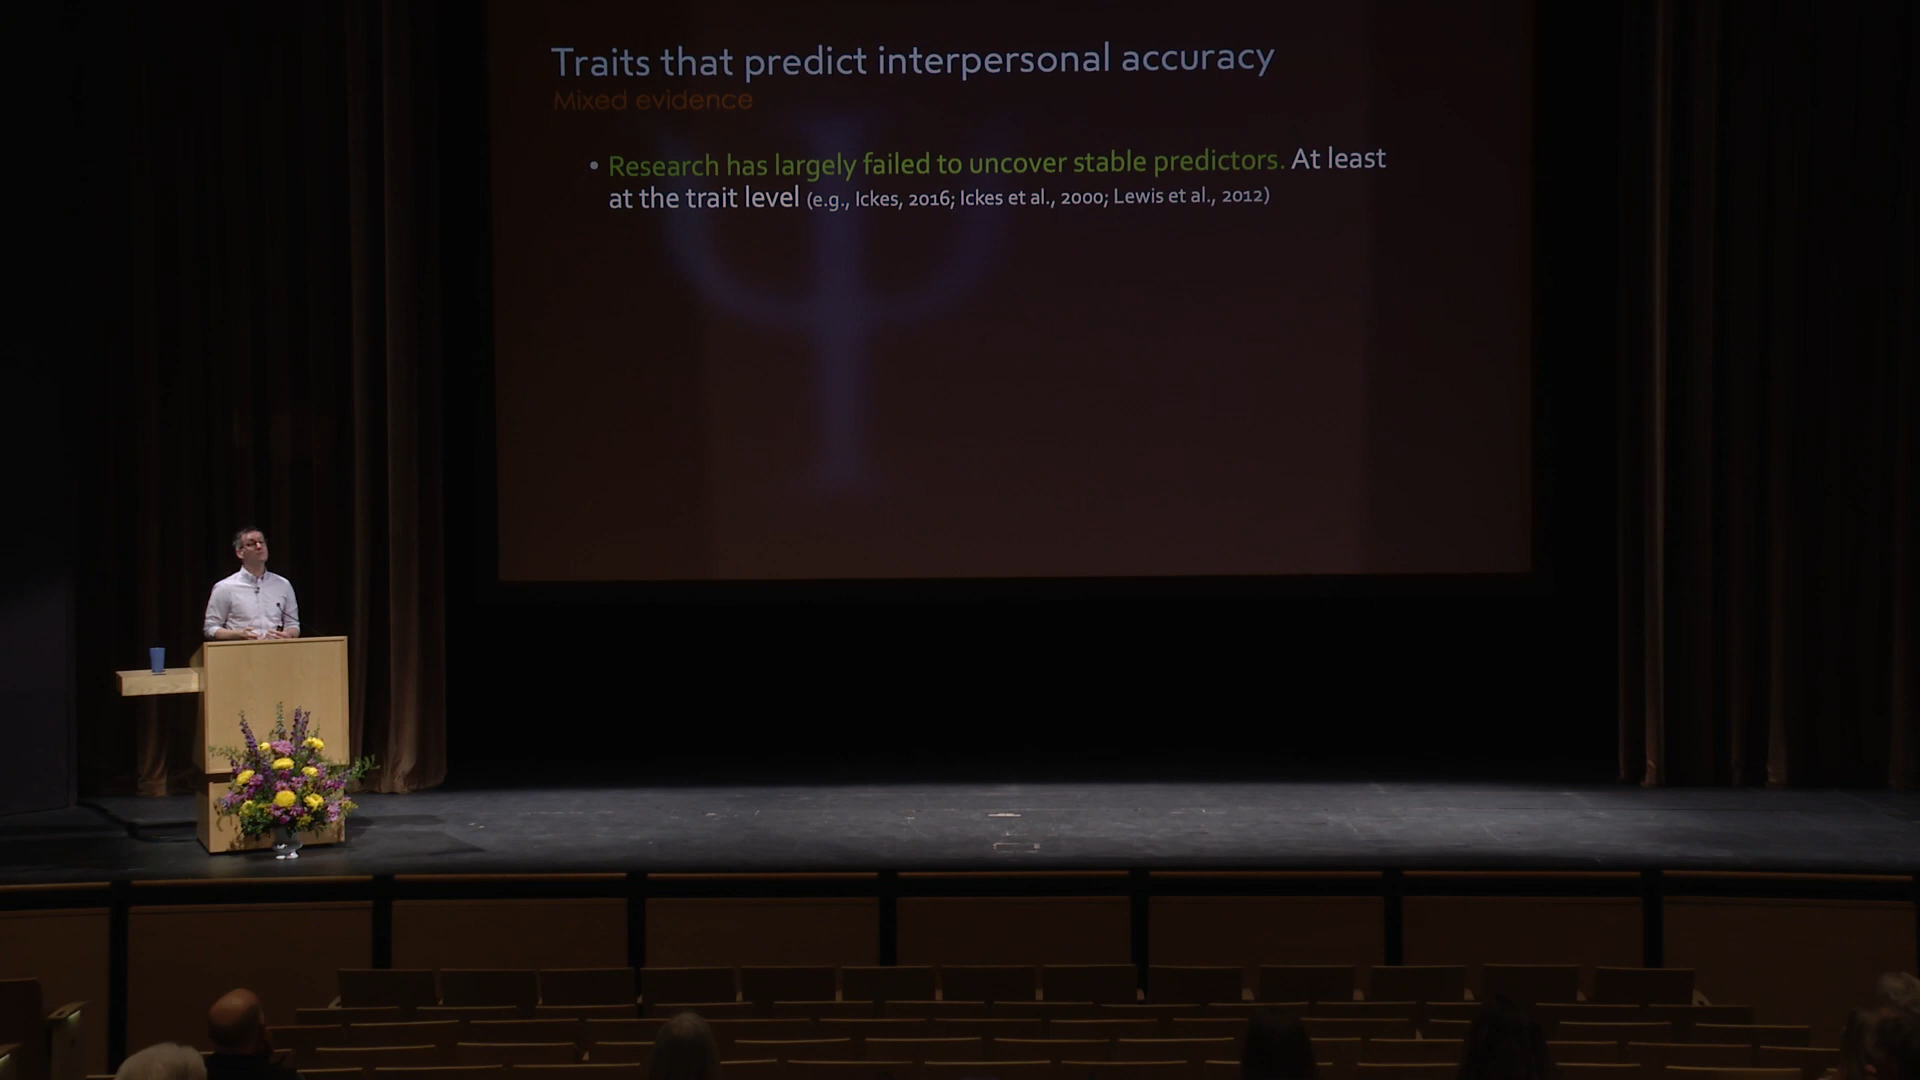 Traits that predict interpersonal accuracy
Mixed evidence
• Research has largely failed to uncover stable predictors. At least
at the trait level (e.g., Ickes, 2016; Ickes et al., 2000; Lewis et al., 2012)
Ψ